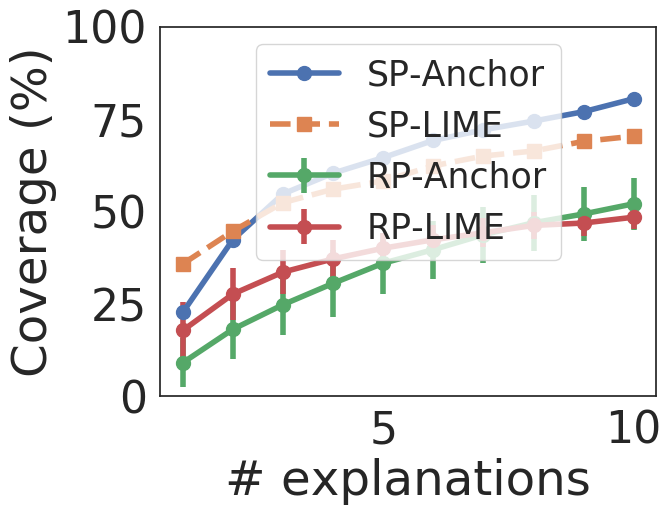 100
75
50
25
0
Coverage (%)
SP-Anchor
SP-LIME
RP-Anchor
RP-LIME
5
10
# explanations